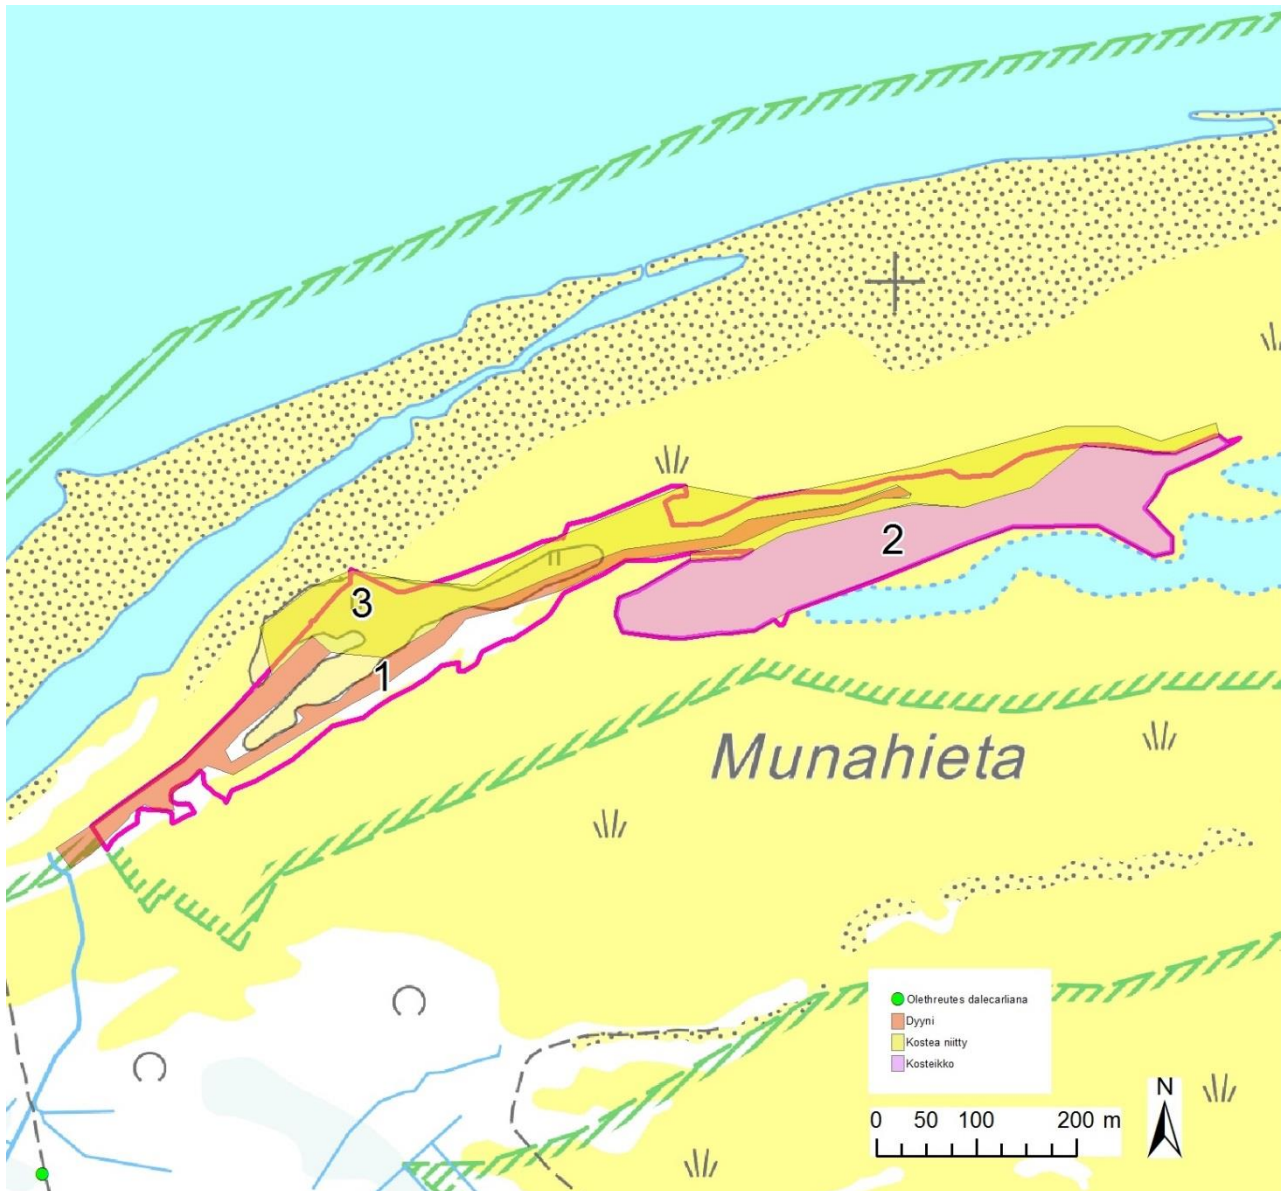 2
3
1
Munahieta
Olethreutes dalecarliana
Dyyni
Kostea niitty
Kosteikko
N
0 50 100 200 m